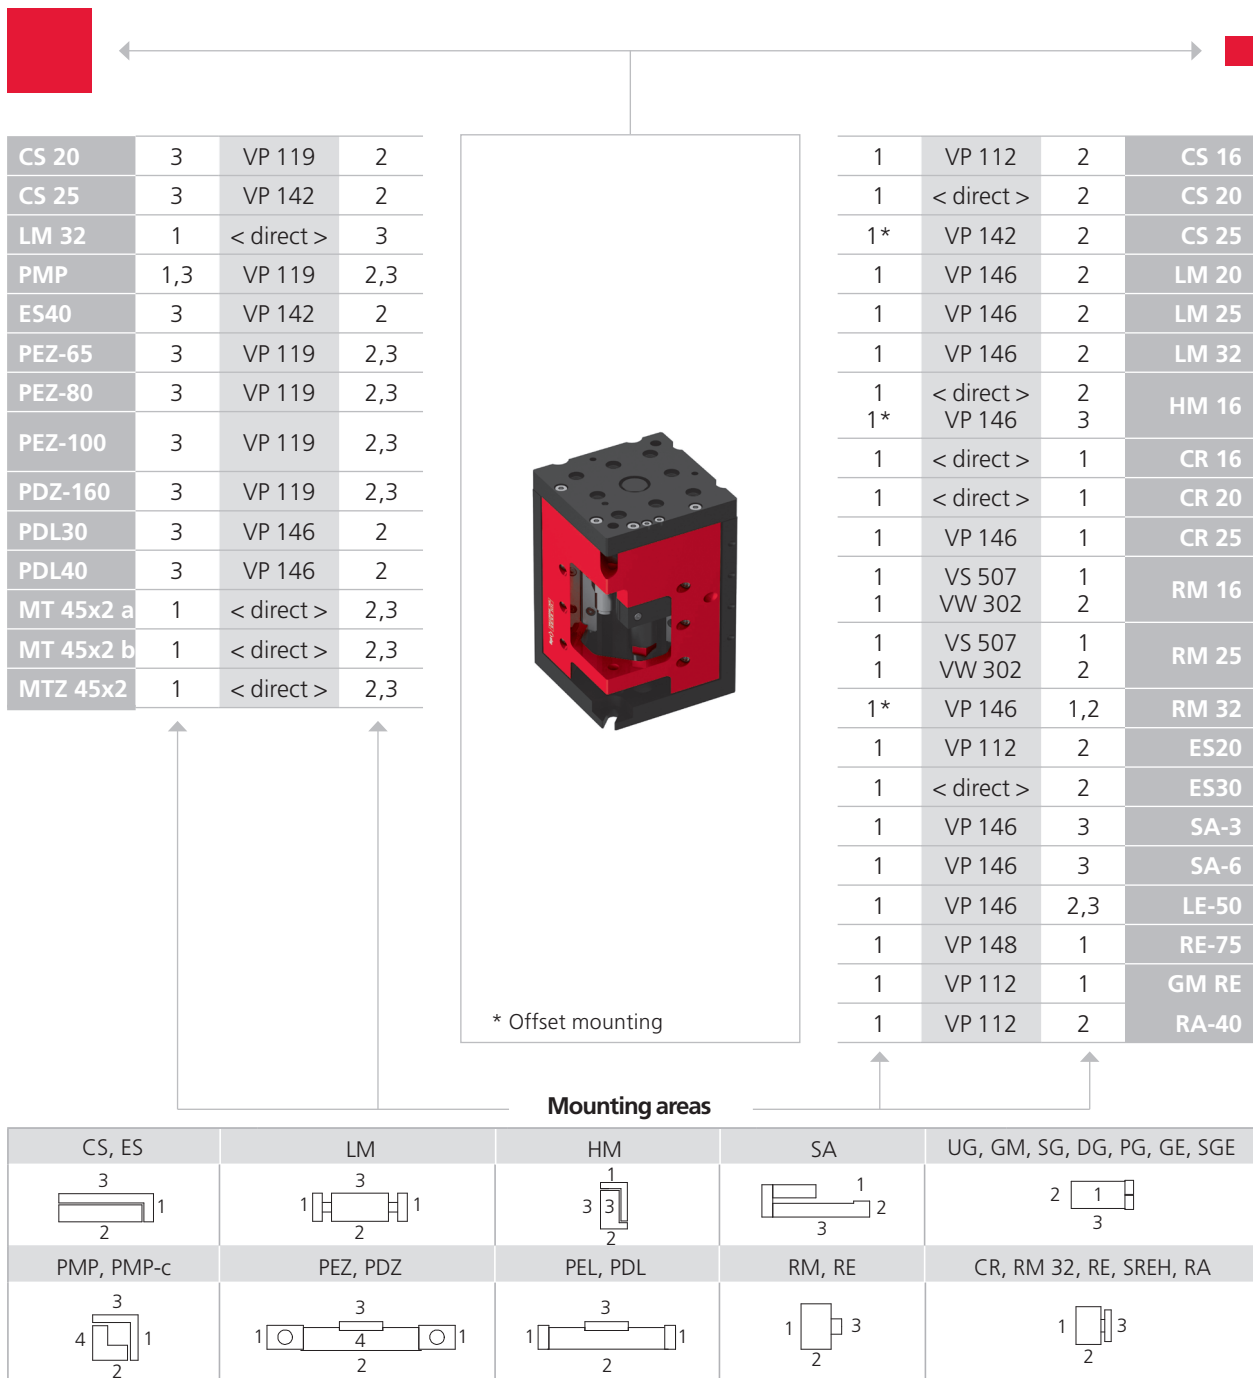 CS 20 3 VP 119 2
CS 25 3 VP 142 2
LM 32 1 < direct > 3
PMP 1,3 VP 119 2,3
ES40 3 VP 142 2
PEZ-65 3 VP 119 2,3
PEZ-80 3 VP 119 2,3
PEZ-100 3 VP 119 2,3
PDZ-160 3 VP 119 2,3
PDL30 3 VP 146 2
PDL40 3 VP 146 2
MT 45x2 a 1 < direct > 2,3
MT 45x2 b 1 < direct > 2,3
MTZ 45x2 1 < direct > 2,3
* Offset mounting
1 VP 112 2 CS 16
1 < direct > 2 CS 20
1* VP 142 2 CS 25
1 VP 146 2 LM 20
1 VP 146 2 LM 25
1 VP 146 2 LM 32
1 < direct > 2
HM 16
1* VP 146 3
1 < direct > 1 CR 16
1 < direct > 1 CR 20
1 VP 146 1 CR 25
1 VS 507 1
RM 16
1 VW 302 2
1 VS 507 1
RM 25
1 VW 302 2
1* VP 146 1,2 RM 32
1 VP 112 2 ES20
1 < direct > 2 ES30
1 VP 146 3 SA-3
1 VP 146 3 SA-6
1 VP 146 2,3 LE-50
1 VP 148 1 RE-75
1 VP 112 1 GM RE
1 VP 112 2 RA-40
Mounting areas
CS, ES LM HM SA UG, GM, SG, DG, PG, GE, SGE
3
1
2
3
1 1
2
1
3 3
2
1
2
3
2 1
3
PMP, PMP-c PEZ, PDZ PEL, PDL RM, RE CR, RM 32, RE, SREH, RA
3
4 1
2
3
1 4 1
2
3
1 1
2
1 3
2
1 3
2